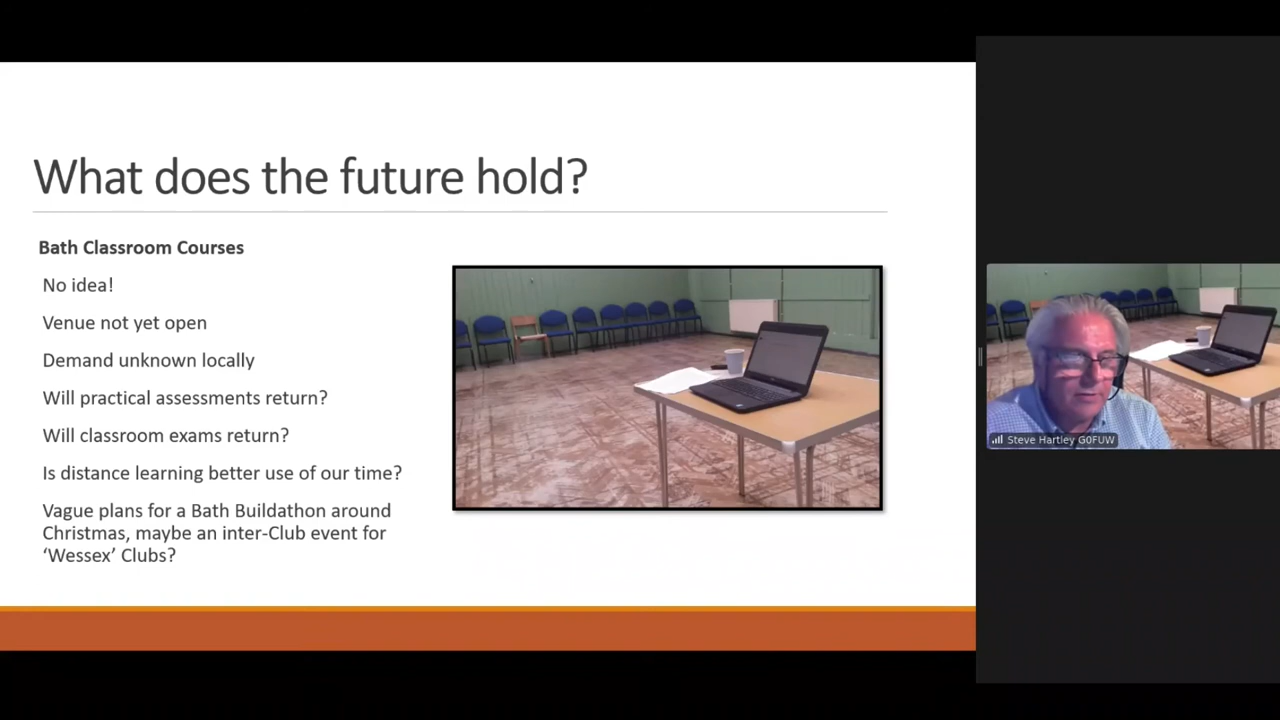 What does the future hold?
Bath Classroom Courses
No idea!
Venue not yet open
Demand unknown locally
Will practical assessments return?
Will classroom exams return?
Is distance learning better use of our time?
Vague plans for a Bath Buildathon around
Christmas, maybe an inter-Club event for
‘Wessex’ Clubs?
Steve Hartley G0FUW